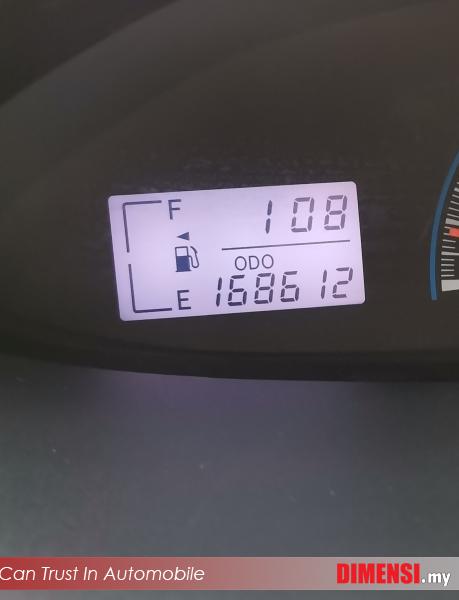 F 108
ODO
E 168612
Can Trust In Automobile
DIMENSI.my